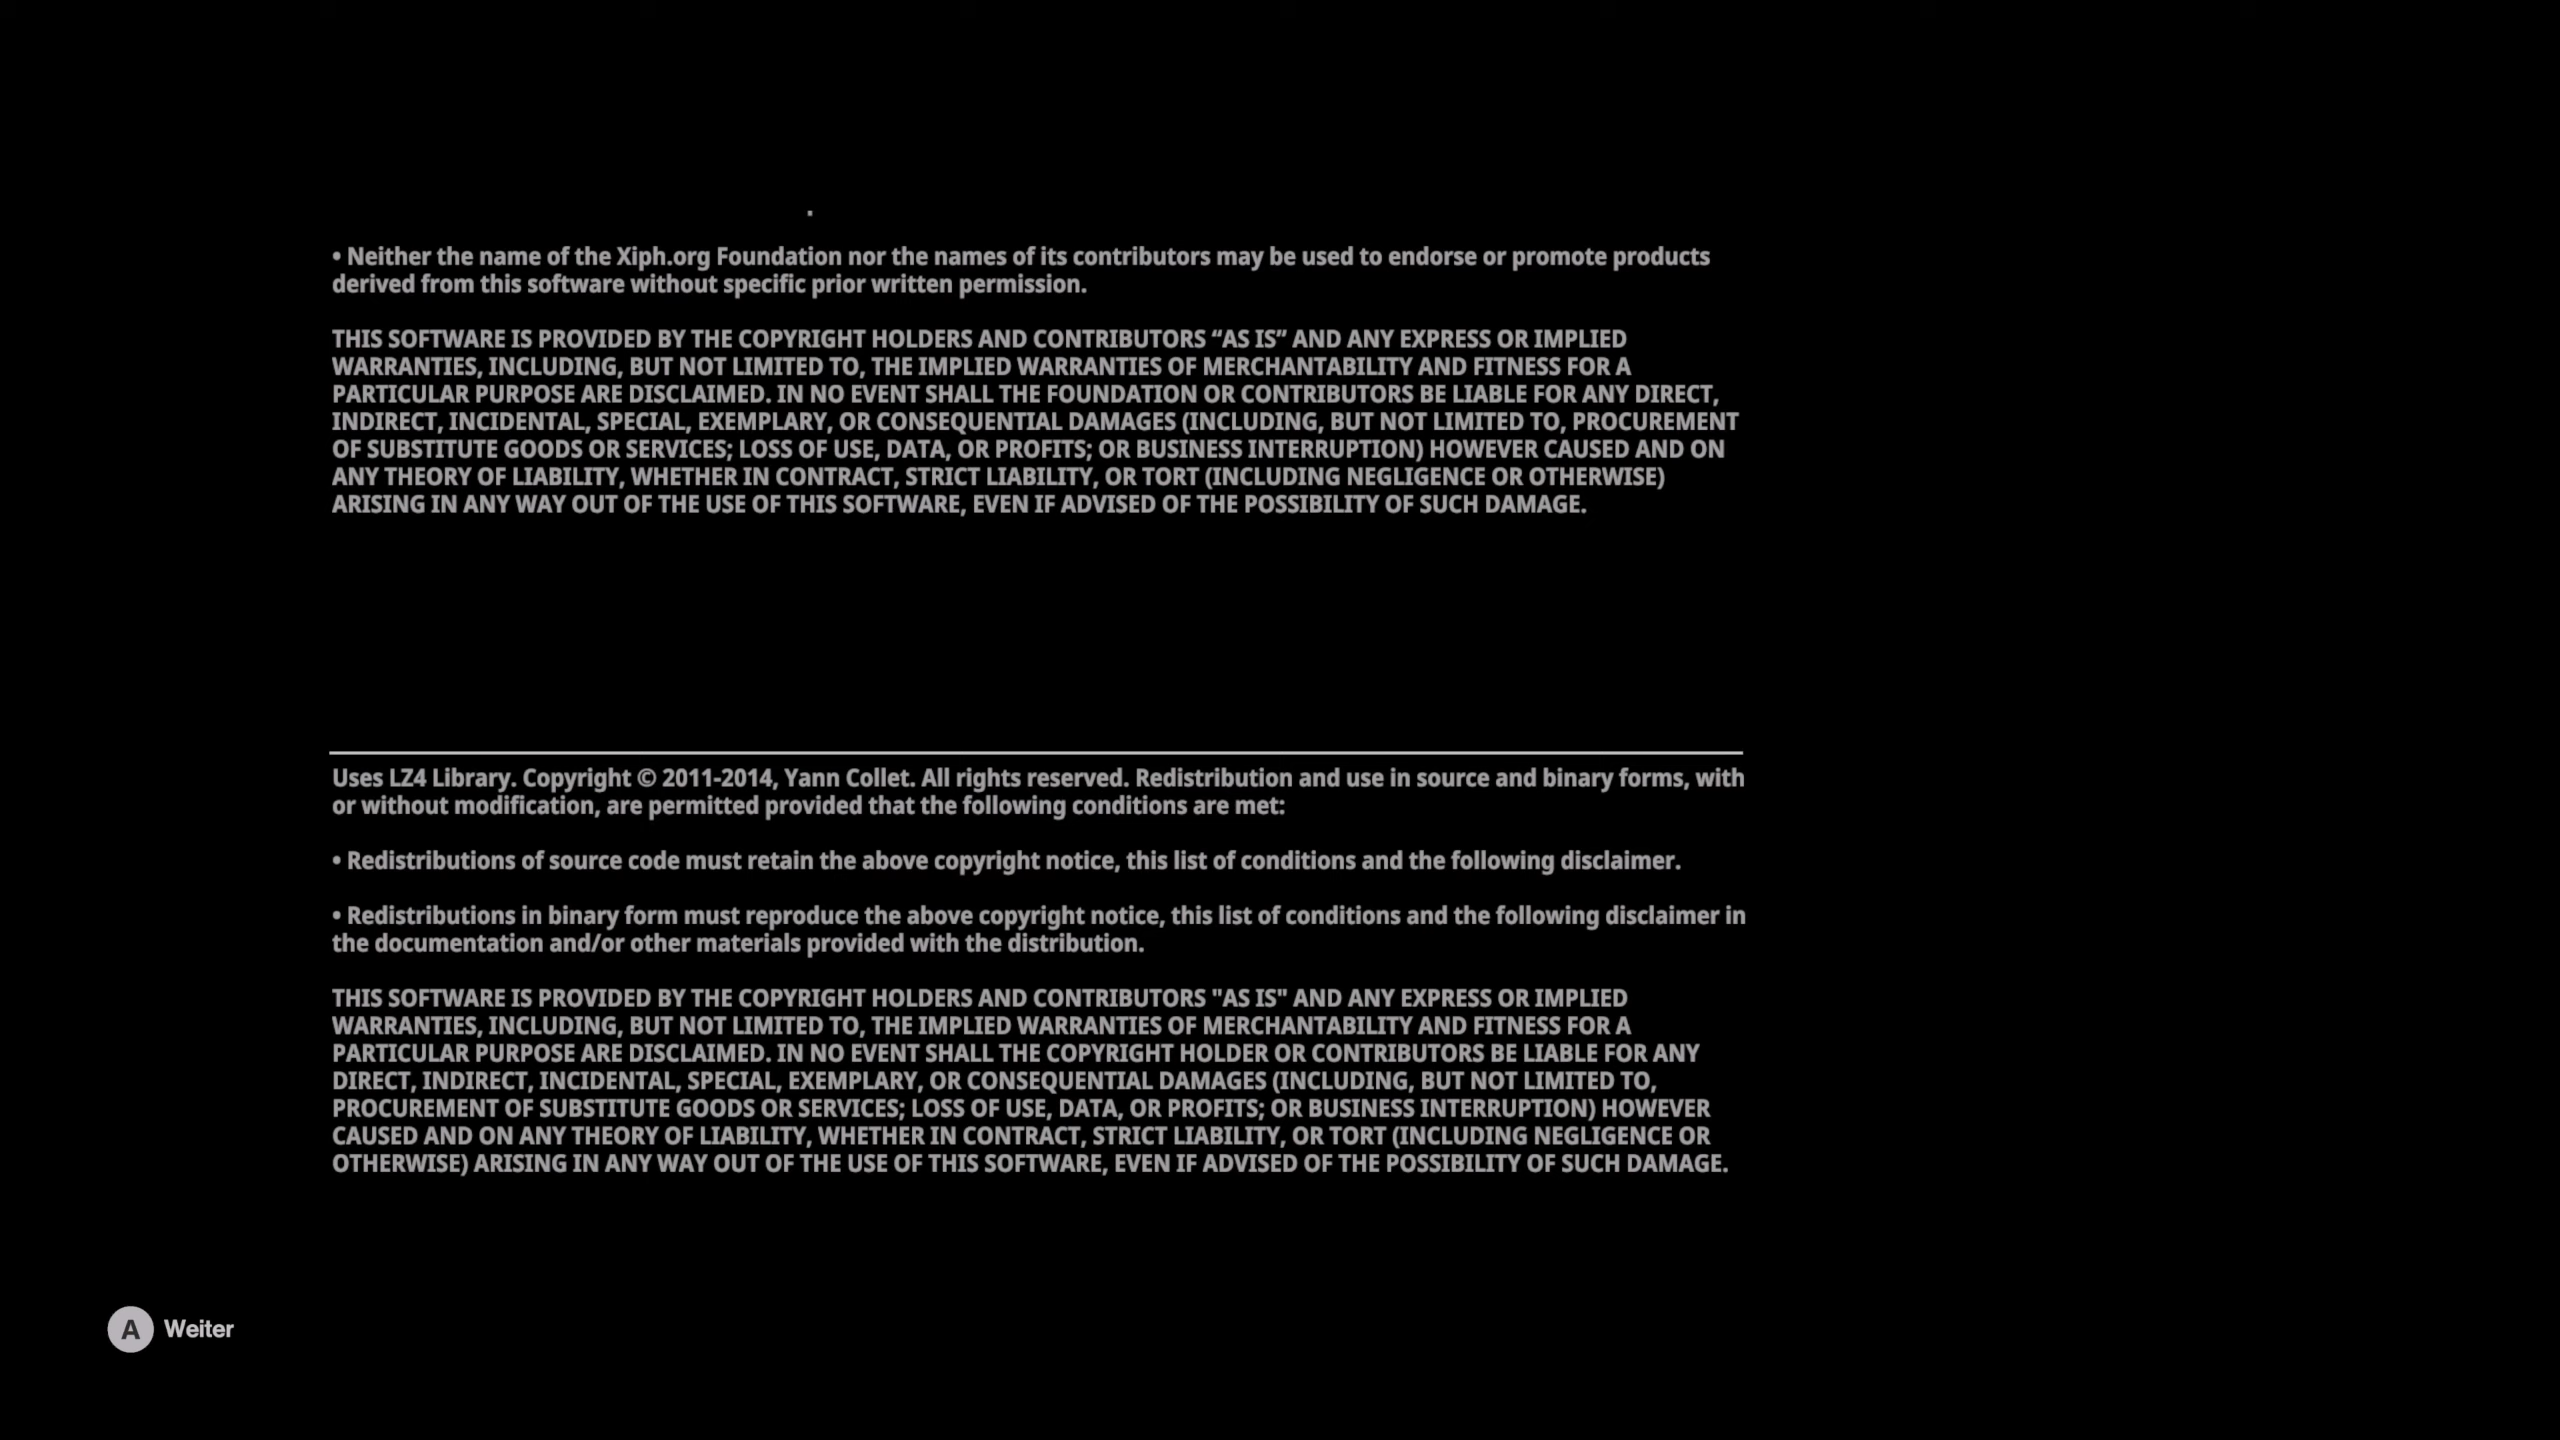 .
• Neither the name of the Xiph.org Foundation nor the names of its contributors may be used to endorse or promote products
derived from this software without specific prior written permission.
THIS SOFTWARE IS PROVIDED BY THE COPYRIGHT HOLDERS AND CONTRIBUTORS “AS IS” AND ANY EXPRESS OR IMPLIED
WARRANTIES, INCLUDING, BUT NOT LIMITED TO, THE IMPLIED WARRANTIES OF MERCHANTABILITY AND FITNESS FOR A
PARTICULAR PURPOSE ARE DISCLAIMED. IN NO EVENT SHALL THE FOUNDATION OR CONTRIBUTORS BE LIABLE FOR ANY DIRECT,
INDIRECT, INCIDENTAL, SPECIAL, EXEMPLARY, OR CONSEQUENTIAL DAMAGES (INCLUDING, BUT NOT LIMITED TO, PROCUREMENT
OF SUBSTITUTE GOODS OR SERVICES; LOSS OF USE, DATA, OR PROFITS; OR BUSINESS INTERRUPTION) HOWEVER CAUSED AND ON
ANY THEORY OF LIABILITY, WHETHER IN CONTRACT, STRICT LIABILITY, OR TORT (INCLUDING NEGLIGENCE OR OTHERWISE)
ARISING IN ANY WAY OUT OF THE USE OF THIS SOFTWARE, EVEN IF ADVISED OF THE POSSIBILITY OF SUCH DAMAGE.
Uses LZ4 Library. Copyright © 2011-2014, Yann Collet. All rights reserved. Redistribution and use in source and binary forms, with
or without modification, are permitted provided that the following conditions are met:
• Redistributions of source code must retain the above copyright notice, this list of conditions and the following disclaimer.
• Redistributions in binary form must reproduce the above copyright notice, this list of conditions and the following disclaimer in
the documentation and/or other materials provided with the distribution.
THIS SOFTWARE IS PROVIDED BY THE COPYRIGHT HOLDERS AND CONTRIBUTORS "AS IS" AND ANY EXPRESS OR IMPLIED
WARRANTIES, INCLUDING, BUT NOT LIMITED TO, THE IMPLIED WARRANTIES OF MERCHANTABILITY AND FITNESS FOR A
PARTICULAR PURPOSE ARE DISCLAIMED. IN NO EVENT SHALL THE COPYRIGHT HOLDER OR CONTRIBUTORS BE LIABLE FOR ANY
DIRECT, INDIRECT, INCIDENTAL, SPECIAL, EXEMPLARY, OR CONSEQUENTIAL DAMAGES (INCLUDING, BUT NOT LIMITED TO,
PROCUREMENT OF SUBSTITUTE GOODS OR SERVICES; LOSS OF USE, DATA, OR PROFITS; OR BUSINESS INTERRUPTION) HOWEVER
CAUSED AND ON ANY THEORY OF LIABILITY, WHETHER IN CONTRACT, STRICT LIABILITY, OR TORT (INCLUDING NEGLIGENCE OR
OTHERWISE) ARISING IN ANY WAY OUT OF THE USE OF THIS SOFTWARE, EVEN IF ADVISED OF THE POSSIBILITY OF SUCH DAMAGE.
A Weiter